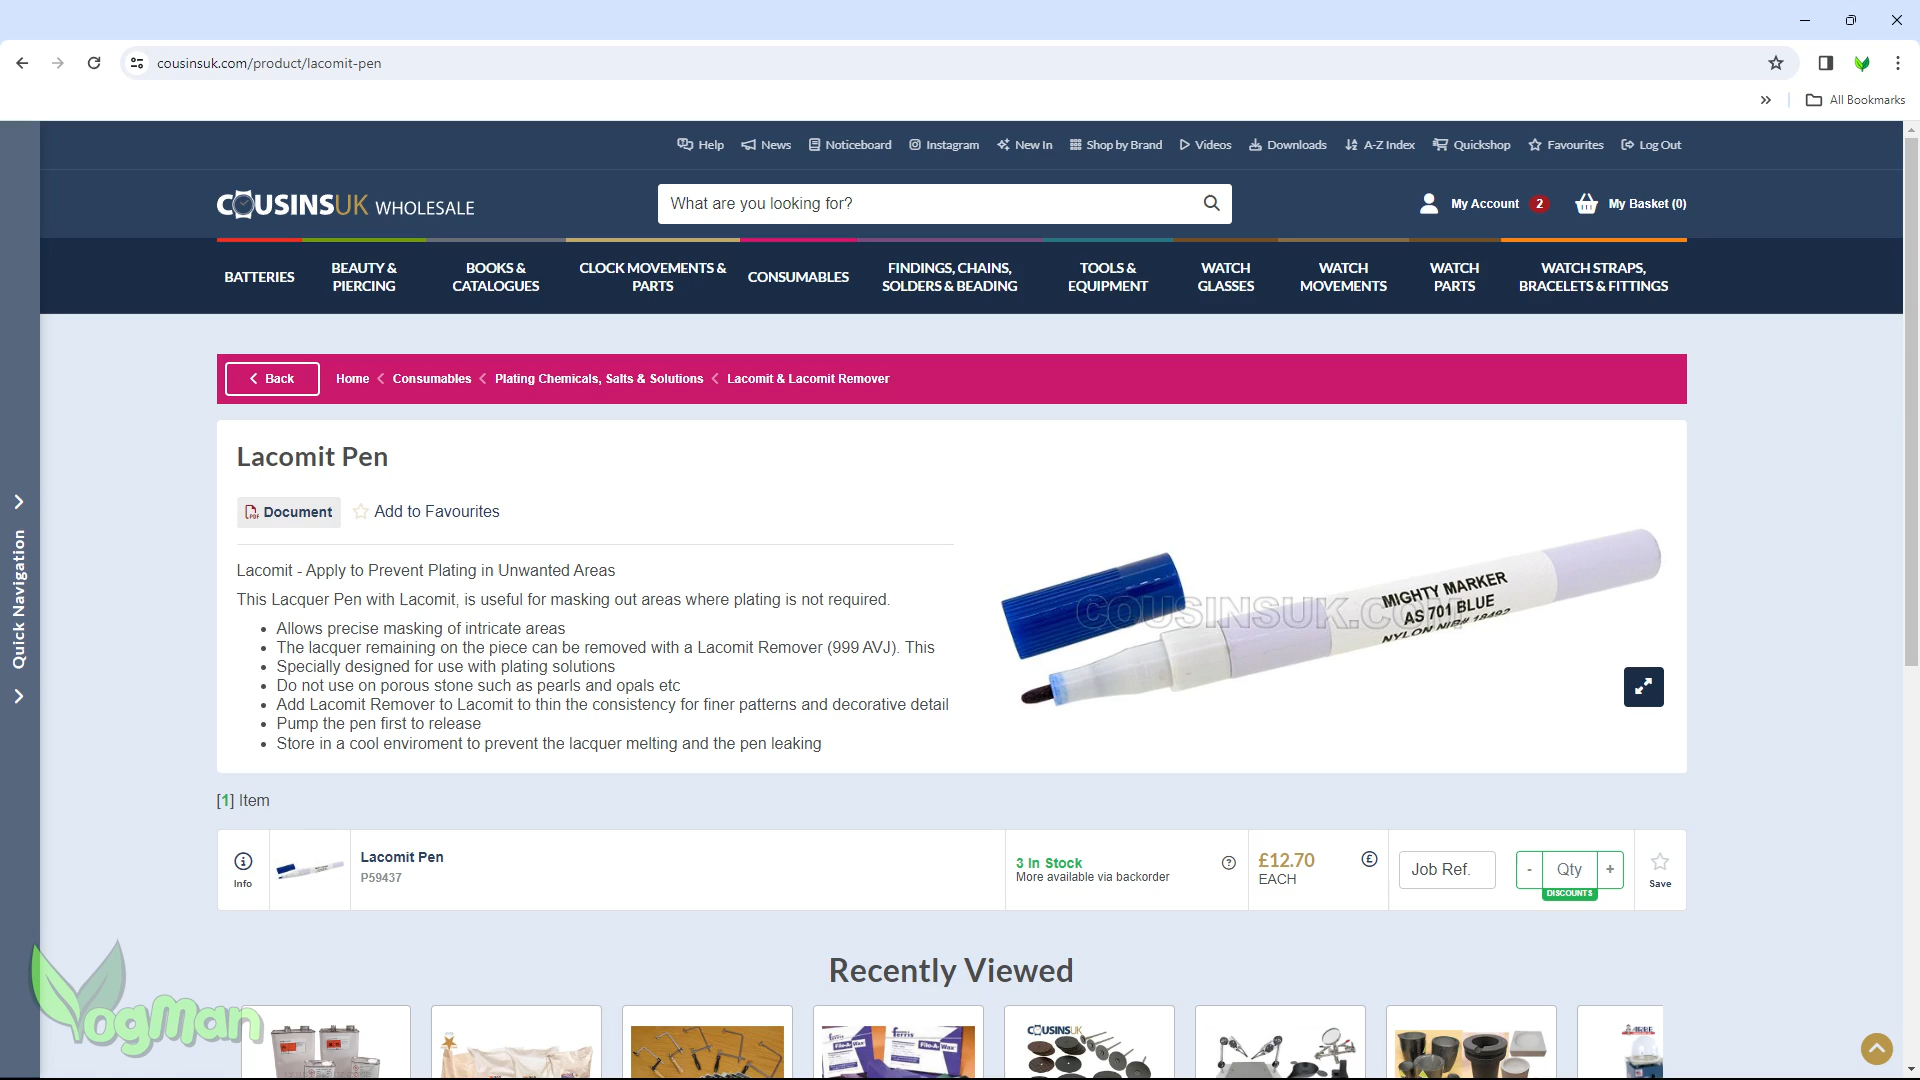 cousinsuk.com/product/lacomit-pen
All Bookmarks
Help News Noticeboard Instagram New In Shop by Brand Videos Downloads A-Z Index Quickshop Favourites Log Out
COUSINSUK WHOLESALE
What are you looking for?
My Account 2
My Basket (0)
BATTERIES
BEAUTY & PIERCING
BOOKS & CATALOGUES
CLOCK MOVEMENTS & PARTS
CONSUMABLES
FINDINGS, CHAINS, SOLDERS & BEADING
TOOLS & EQUIPMENT
WATCH GLASSES
WATCH MOVEMENTS
WATCH PARTS
WATCH STRAPS, BRACELETS & FITTINGS
Back Home Consumables Plating Chemicals, Salts & Solutions Lacomit & Lacomit Remover
Quick Navigation
Lacomit Pen
Document Add to Favourites
Lacomit - Apply to Prevent Plating in Unwanted Areas
This Lacquer Pen with Lacomit, is useful for masking out areas where plating is not required.
Allows precise masking of intricate areas
The lacquer remaining on the piece can be removed with a Lacomit Remover (999 AVJ). This
Specially designed for use with plating solutions
Do not use on porous stone such as pearls and opals etc
Add Lacomit Remover to Lacomit to thin the consistency for finer patterns and decorative detail
Pump the pen first to release
Store in a cool enviroment to prevent the lacquer melting and the pen leaking
COUSINSUK.COM
MIGHTY MARKER
AS 701 BLUE
NYLON NIB# 18492
[1] Item
Info
Lacomit Pen
P59437
3 In Stock
More available via backorder
£12.70
EACH
Job Ref.
- Qty +
DISCOUNTS
Save
Recently Viewed
YogMan
ferris
File-A-Wax
ferris
File-A-Wax
COUSINSUK